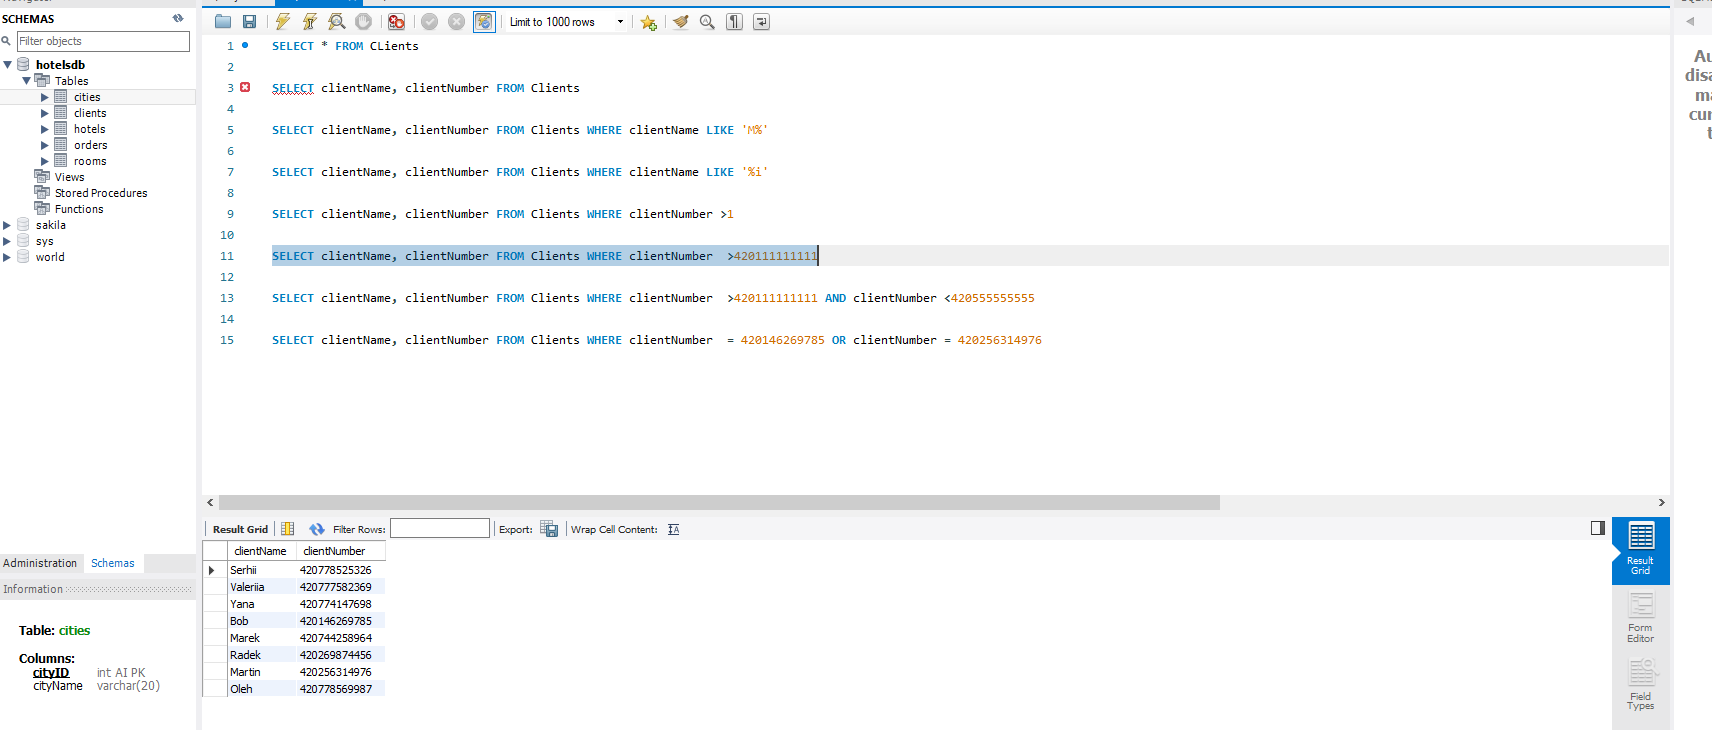 SCHEMAS
Filter objects
hotelsdb
Tables
cities
clients
hotels
orders
rooms
Views
Stored Procedures
Functions
sakila
sys
world
Administration Schemas
Information
Table: cities
Columns:
cityID int AI PK
cityName varchar(20)
Limit to 1000 rows
1 SELECT * FROM CLients
2
3 SELECT clientName, clientNumber FROM Clients
4
5 SELECT clientName, clientNumber FROM Clients WHERE clientName LIKE 'M%'
6
7 SELECT clientName, clientNumber FROM Clients WHERE clientName LIKE '%i'
8
9 SELECT clientName, clientNumber FROM Clients WHERE clientNumber >1
10
11 SELECT clientName, clientNumber FROM Clients WHERE clientNumber  >420111111111
12
13 SELECT clientName, clientNumber FROM Clients WHERE clientNumber  >420111111111 AND clientNumber <420555555555
14
15 SELECT clientName, clientNumber FROM Clients WHERE clientNumber  = 420146269785 OR clientNumber = 420256314976
Result Grid Filter Rows: Export: Wrap Cell Content:
clientName clientNumber
Serhii 420778525326
Valeriia 420777582369
Yana 420774147698
Bob 420146269785
Marek 420744258964
Radek 420269874456
Martin 420256314976
Oleh 420778569987
Result
Grid
Form
Editor
Field
Types
Au
disa
ma
cur
t